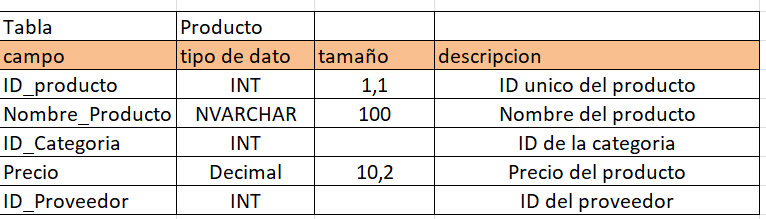 Tabla Producto
campo tipo de dato tamaño descripcion
ID_producto INT 1,1 ID unico del producto
Nombre_Producto NVARCHAR 100 Nombre del producto
ID_Categoria INT ID de la categoria
Precio Decimal 10,2 Precio del producto
ID_Proveedor INT ID del proveedor